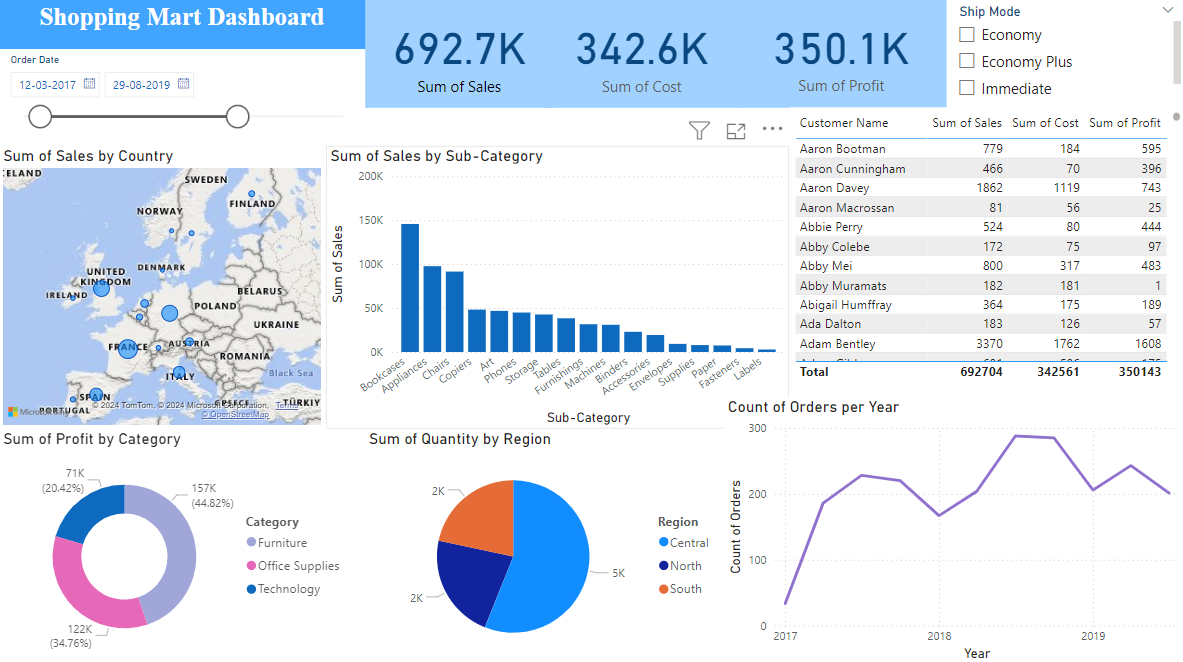 Shopping Mart Dashboard
Order Date
12-03-2017 29-08-2019
692.7K
Sum of Sales
342.6K
Sum of Cost
350.1K
Sum of Profit
Ship Mode
Economy
Economy Plus
Immediate
Sum of Sales by Country
ELAND
SWEDEN
FINLAND
NORWAY
UNITED
KINGDOM
DENMARK
IRELAND
BELARUS
POLAND
UKRAINE
FRANCE
AUSTRIA
ROMANIA
ITALY
Black Sea
SPAIN
PORTUGAL
GREECE
TÜRKIY
© 2024 TomTom, © 2024 Microsoft Corporation, Terms
© OpenStreetMap
Sum of Sales by Sub-Category
Sum of Sales
200K
150K
100K
50K
0K
Bookcases
Appliances
Chairs
Copiers
Art
Phones
Storage
Tables
Furnishings
Machines
Binders
Accessories
Envelopes
Supplies
Paper
Fasteners
Labels
Sub-Category
Customer Name Sum of Sales Sum of Cost Sum of Profit
Aaron Bootman 779 184 595
Aaron Cunningham 466 70 396
Aaron Davey 1862 1119 743
Aaron Macrossan 81 56 25
Abbie Perry 524 80 444
Abby Colebe 172 75 97
Abby Mei 800 317 483
Abby Muramats 182 181 1
Abigail Humffray 364 175 189
Ada Dalton 183 126 57
Adam Bentley 3370 1762 1608
Total 692704 342561 350143
Sum of Profit by Category
71K
(20.42%)
157K
(44.82%)
122K
(34.76%)
Category
Furniture
Office Supplies
Technology
Sum of Quantity by Region
2K
2K
5K
Region
Central
North
South
Count of Orders per Year
Count of Orders
300
200
100
0
2017 2018 2019
Year